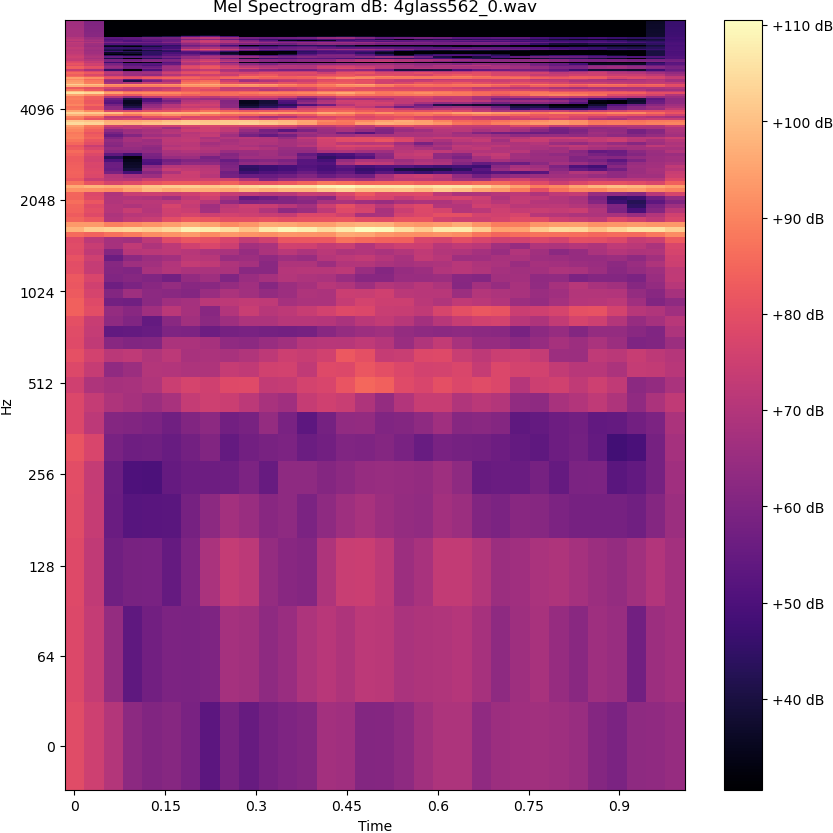 Mel Spectrogram dB: 4glass562_0.wav
+110 dB
4096
+100 dB
+90 dB
2048
1024
+80 dB
512
Hz
+70 dB
256
+60 dB
128
+50 dB
64
+40 dB
0
0 0.15 0.3 0.45 0.6 0.75 0.9
Time